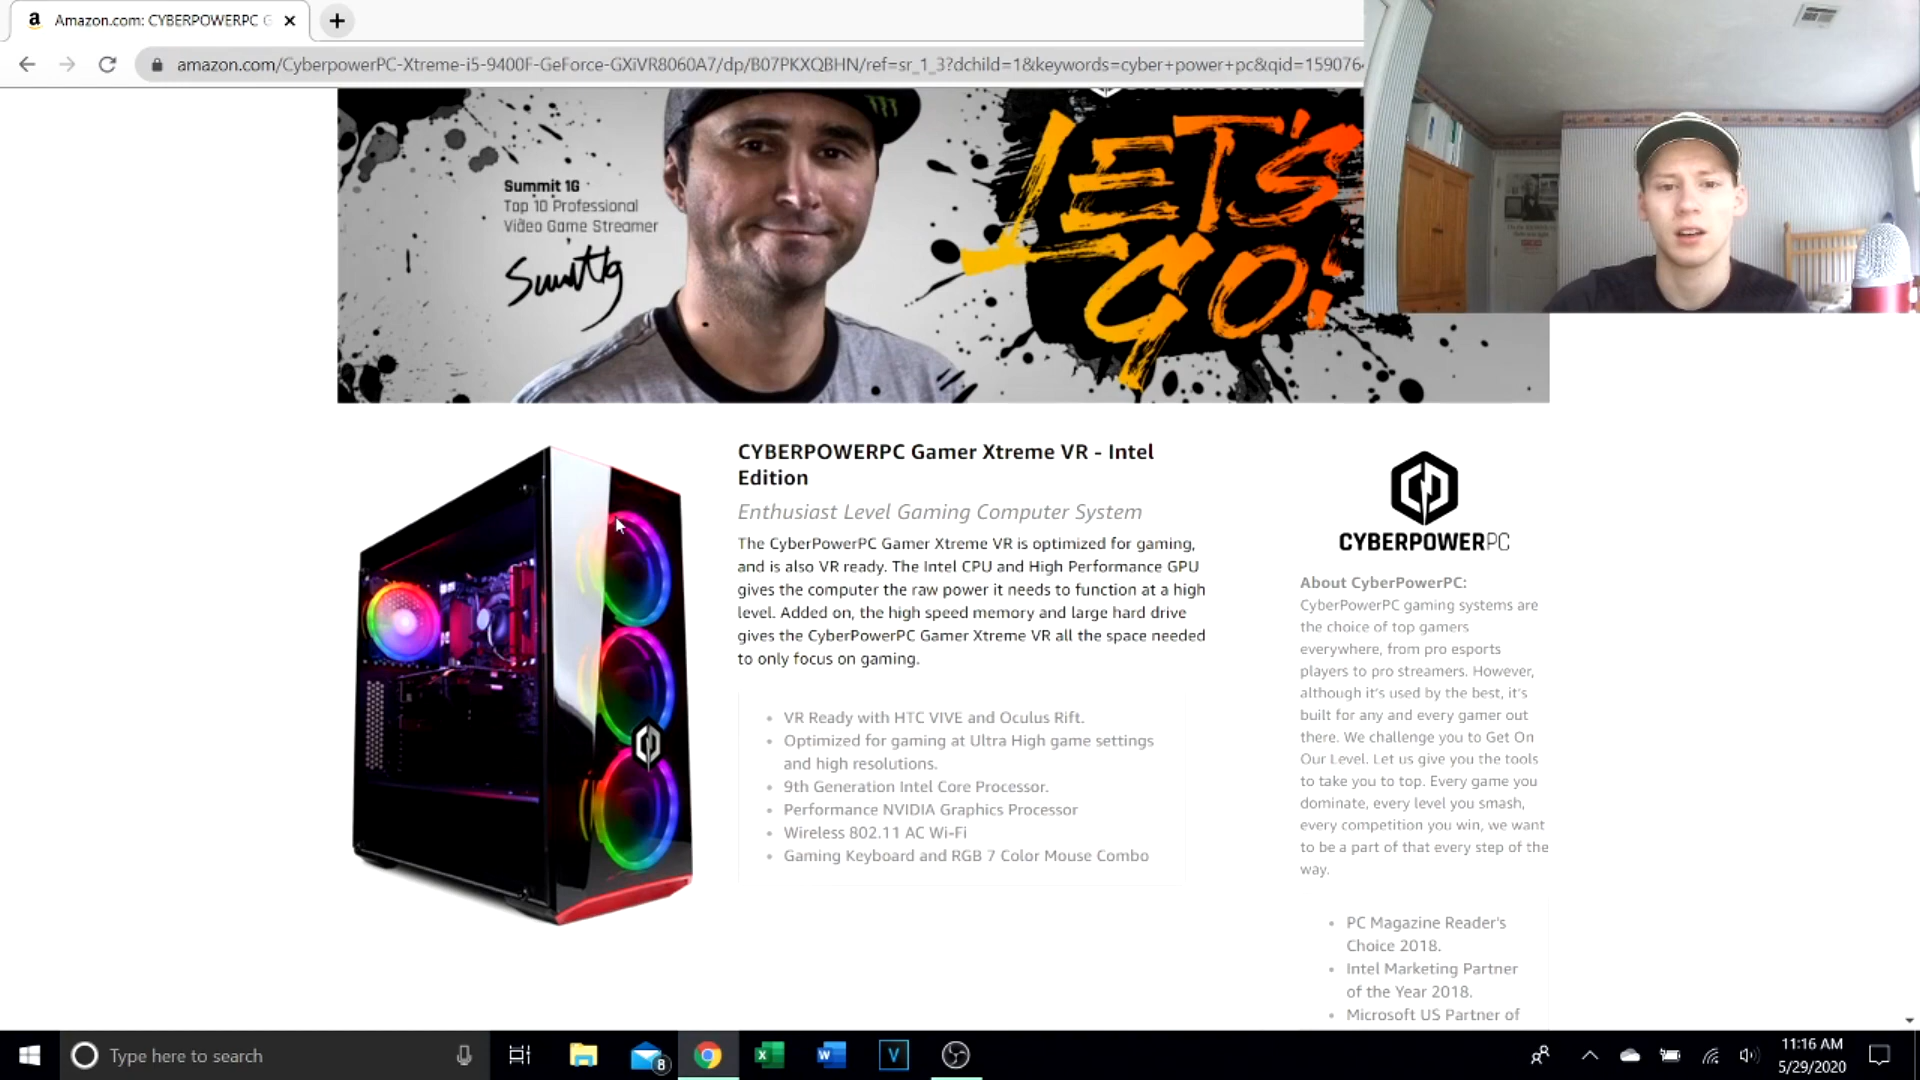 Amazon.com: CYBERPOWERPC G
amazon.com/CyberpowerPC-Xtreme-i5-9400F-GeForce-GXiVR8060A7/dp/B07PKXQBHN/ref=sr_1_3?dchild=1&keywords=cyber+power+pc&qid=159076
Summit 1G
Top 10 Professional
Video Game Streamer
LET'S
GO!
CYBERPOWERPC Gamer Xtreme VR - Intel
Edition
Enthusiast Level Gaming Computer System
The CyberPowerPC Gamer Xtreme VR is optimized for gaming,
and is also VR ready. The Intel CPU and High Performance GPU
gives the computer the raw power it needs to function at a high
level. Added on, the high speed memory and large hard drive
gives the CyberPowerPC Gamer Xtreme VR all the space needed
to only focus on gaming.
• VR Ready with HTC VIVE and Oculus Rift.
• Optimized for gaming at Ultra High game settings
and high resolutions.
• 9th Generation Intel Core Processor.
• Performance NVIDIA Graphics Processor
• Wireless 802.11 AC Wi-Fi
• Gaming Keyboard and RGB 7 Color Mouse Combo
CYBERPOWERPC
About CyberPowerPC:
CyberPowerPC gaming systems are
the choice of top gamers
everywhere, from pro esports
players to pro streamers. However,
although it's used by the best, it's
built for any and every gamer out
there. We challenge you to Get On
Our Level. Let us give you the tools
to take you to top. Every game you
dominate, every level you smash,
every competition you win, we want
to be a part of that every step of the
way.
• PC Magazine Reader's
Choice 2018.
• Intel Marketing Partner
of the Year 2018.
• Microsoft US Partner of
Type here to search
8
11:16 AM
5/29/2020